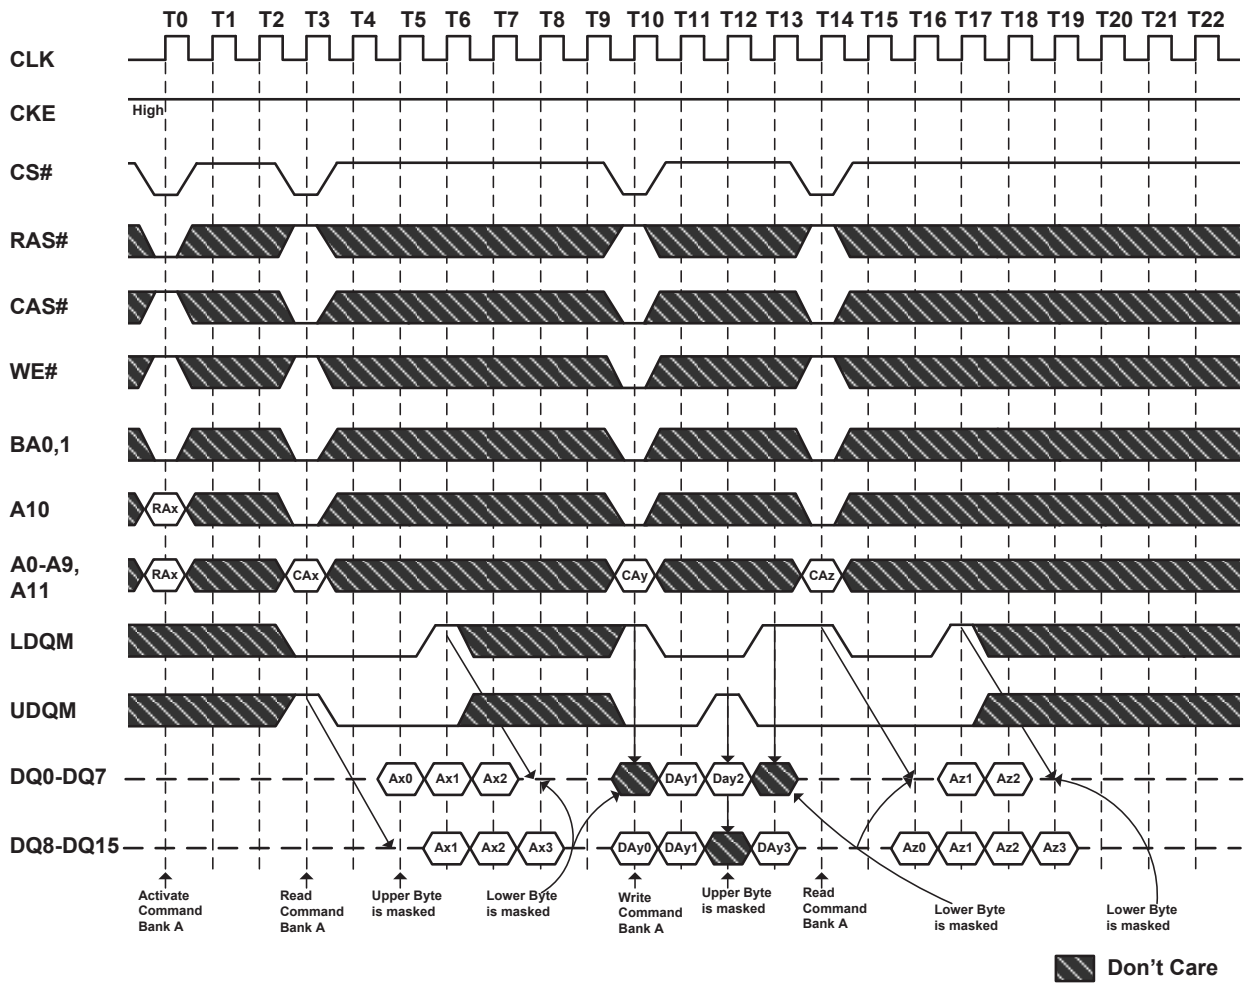 T0 T1 T2 T3 T4 T5 T6 T7 T8 T9 T10 T11 T12 T13 T14 T15 T16 T17 T18 T19 T20 T21 T22
CLK
CKE High
CS#
RAS#
CAS#
WE#
BA0,1
A10 RAx
A0-A9,
A11
RAx CAx CAy CAz
LDQM
UDQM
DQ0-DQ7 Ax0 Ax1 Ax2 DAy1 Day2 Az1 Az2
DQ8-DQ15 Ax1 Ax2 Ax3 DAy0 DAy1 DAy3 Az0 Az1 Az2 Az3
Activate
Command
Bank A
Read
Command
Bank A
Upper Byte
is masked
Lower Byte
is masked
Write
Command
Bank A
Upper Byte
is masked
Read
Command
Bank A
Lower Byte
is masked
Lower Byte
is masked
Don't Care